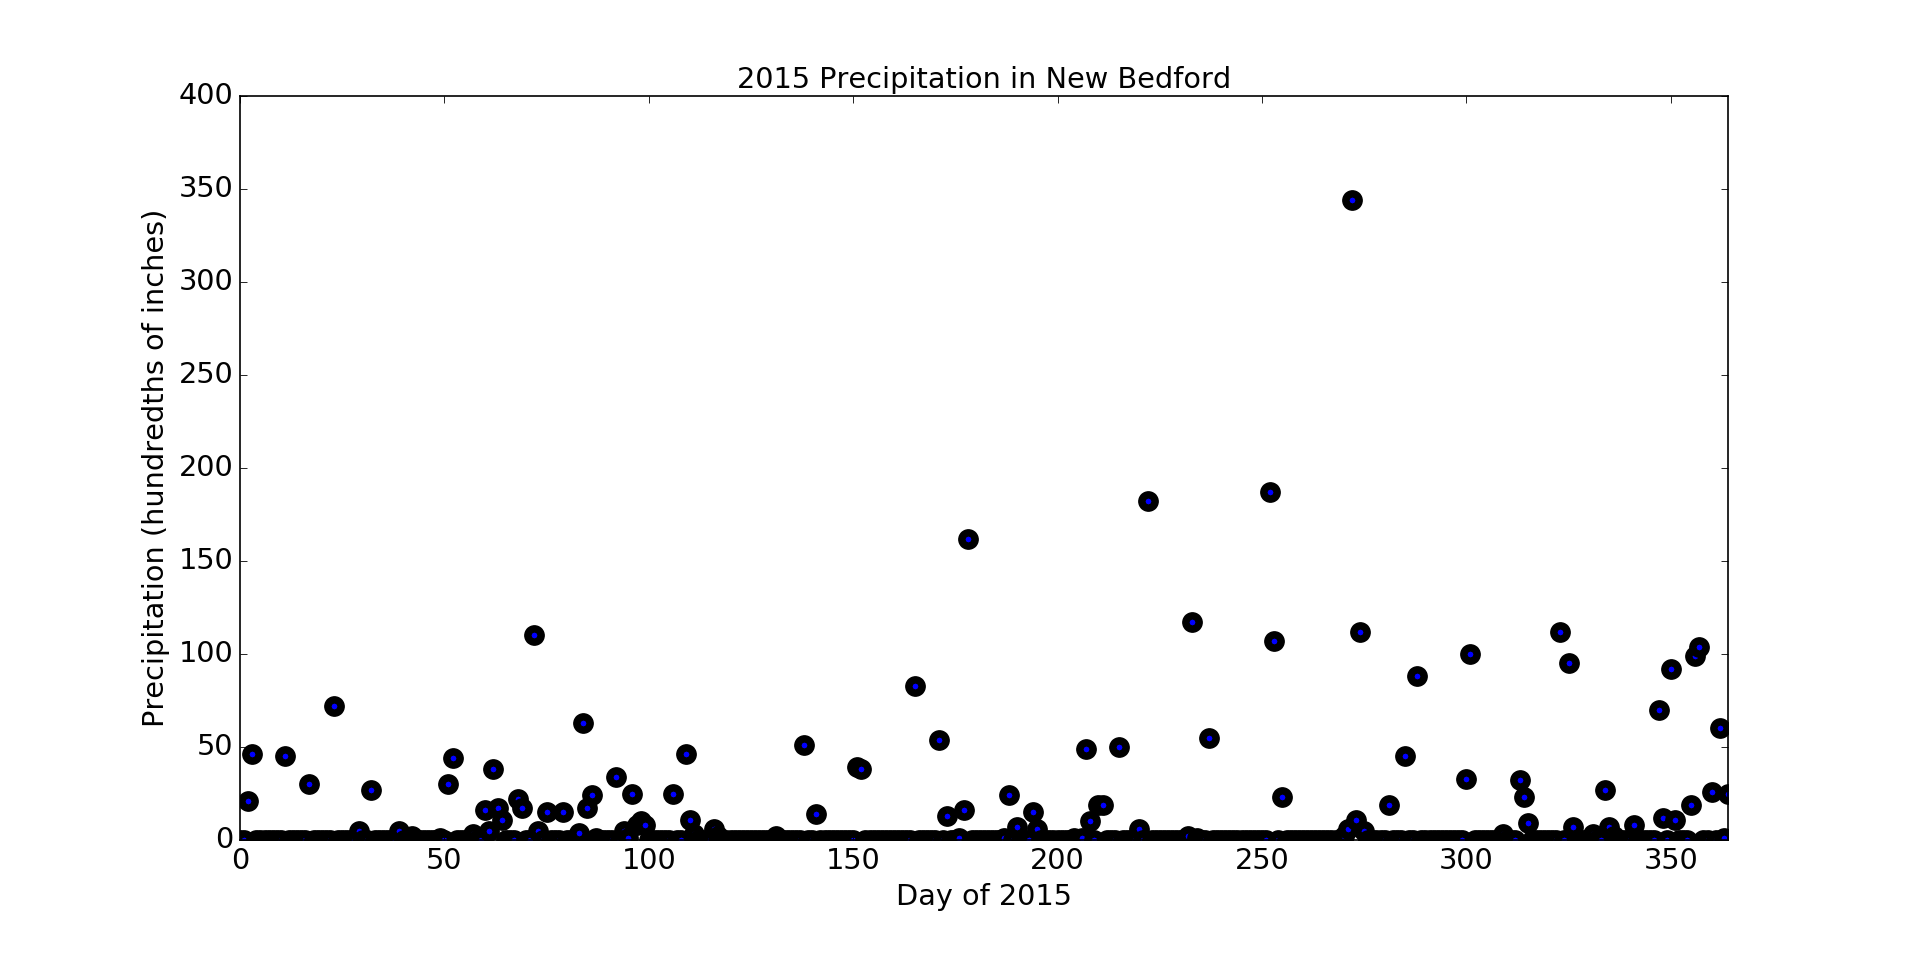 2015 Precipitation in New Bedford
400
350
300
250
200
150
100
50
0
Precipitation (hundredths of inches)
0 50 100 150 200 250 300 350
Day of 2015